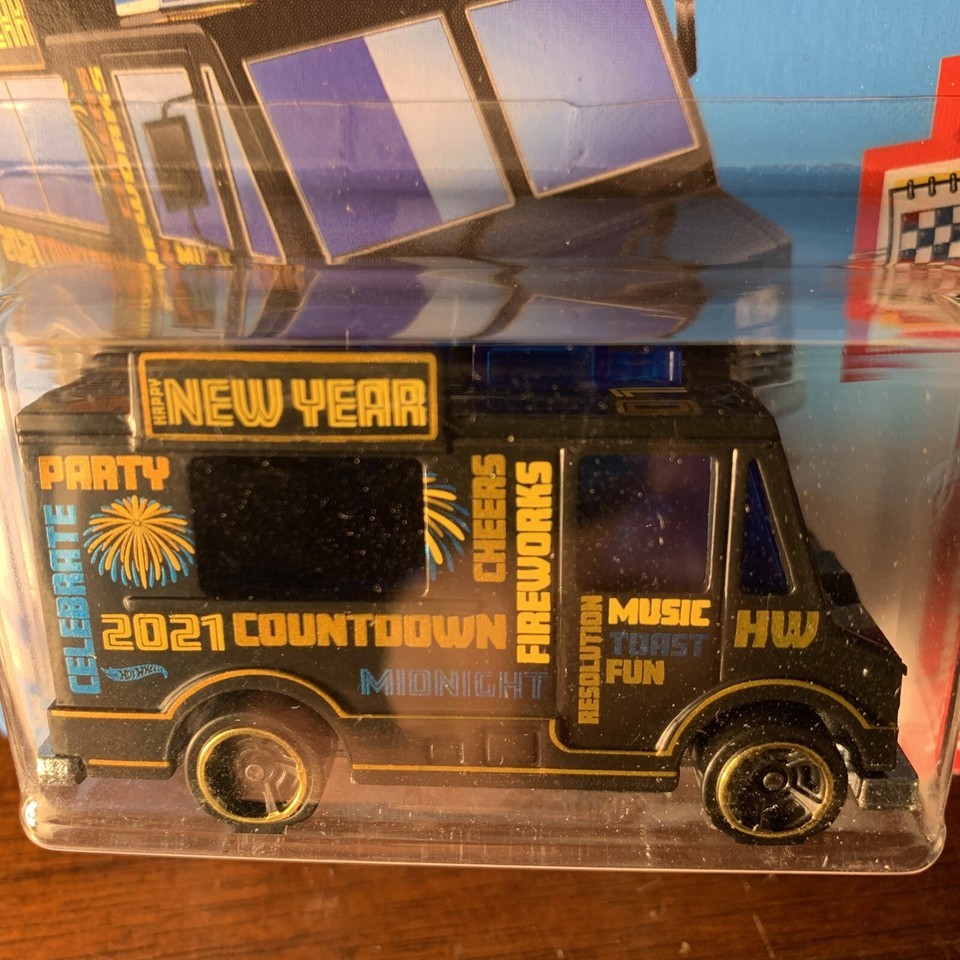 HAPPY
NEW YEAR
PARTY
CELEBRATE
CHEERS
FIREWORKS
2021 COUNTDOWN
MIDNIGHT
HOT WHEELS
RESOLUTION
MUSIC
TOAST
FUN
HW